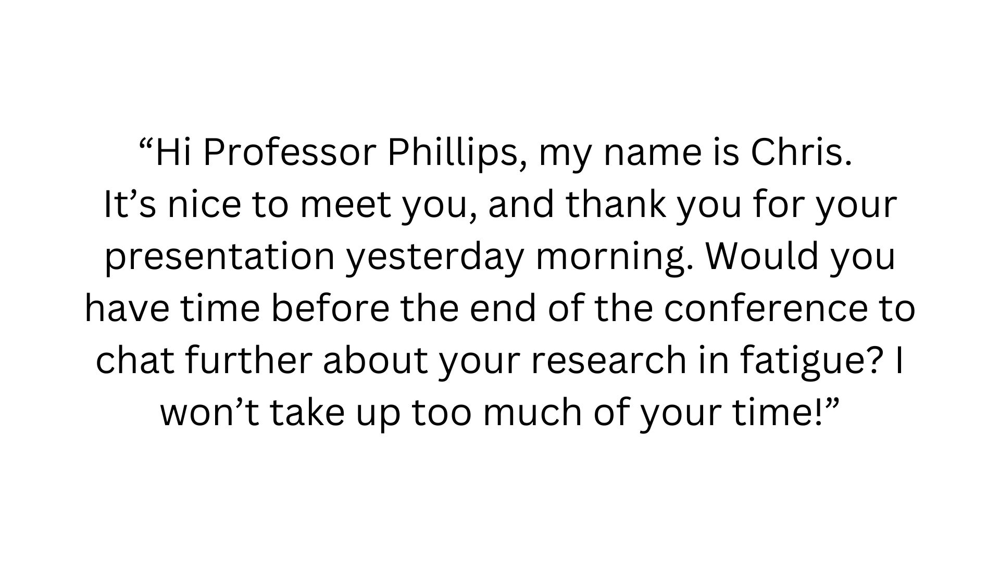 “Hi Professor Phillips, my name is Chris.
It’s nice to meet you, and thank you for your
presentation yesterday morning. Would you
have time before the end of the conference to
chat further about your research in fatigue? I
won’t take up too much of your time!”